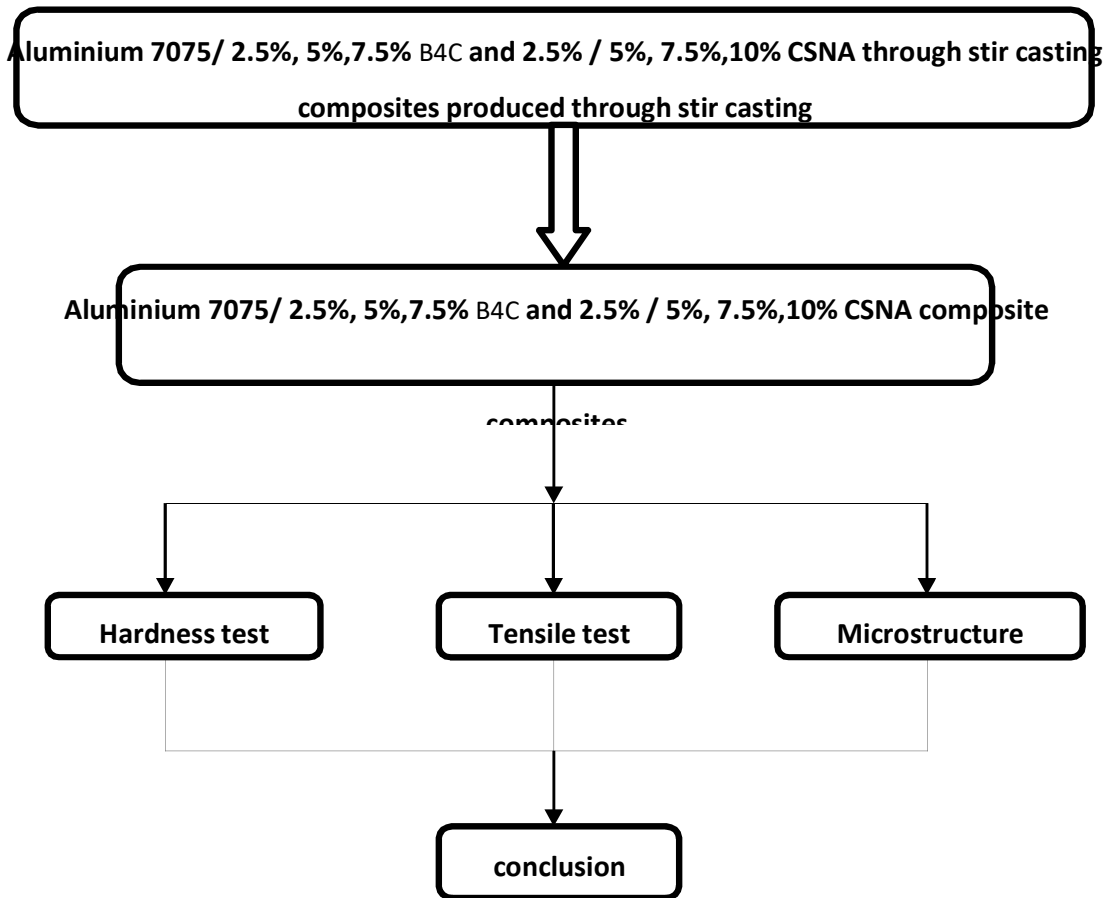 Aluminium 7075/ 2.5%, 5%,7.5% B4C and 2.5% / 5%, 7.5%,10% CSNA through stir casting
composites produced through stir casting
Aluminium 7075/ 2.5%, 5%,7.5% B4C and 2.5% / 5%, 7.5%,10% CSNA composite
composites
Hardness test Tensile test Microstructure
conclusion